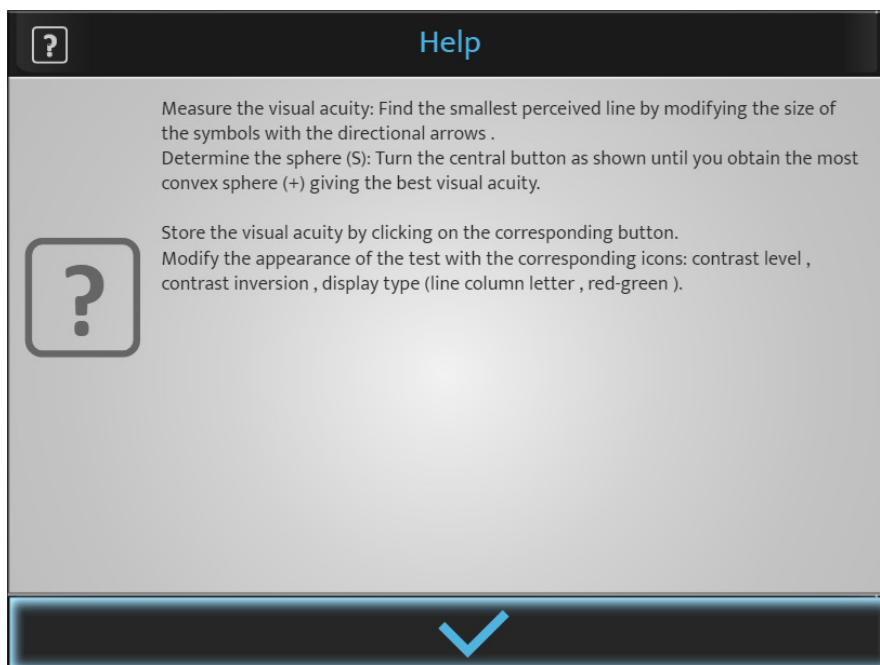 ?
Help
Measure the visual acuity: Find the smallest perceived line by modifying the size of
the symbols with the directional arrows .
Determine the sphere (S): Turn the central button as shown until you obtain the most
convex sphere (+) giving the best visual acuity.
Store the visual acuity by clicking on the corresponding button.
Modify the appearance of the test with the corresponding icons: contrast level ,
contrast inversion , display type (line column letter , red-green ).
?